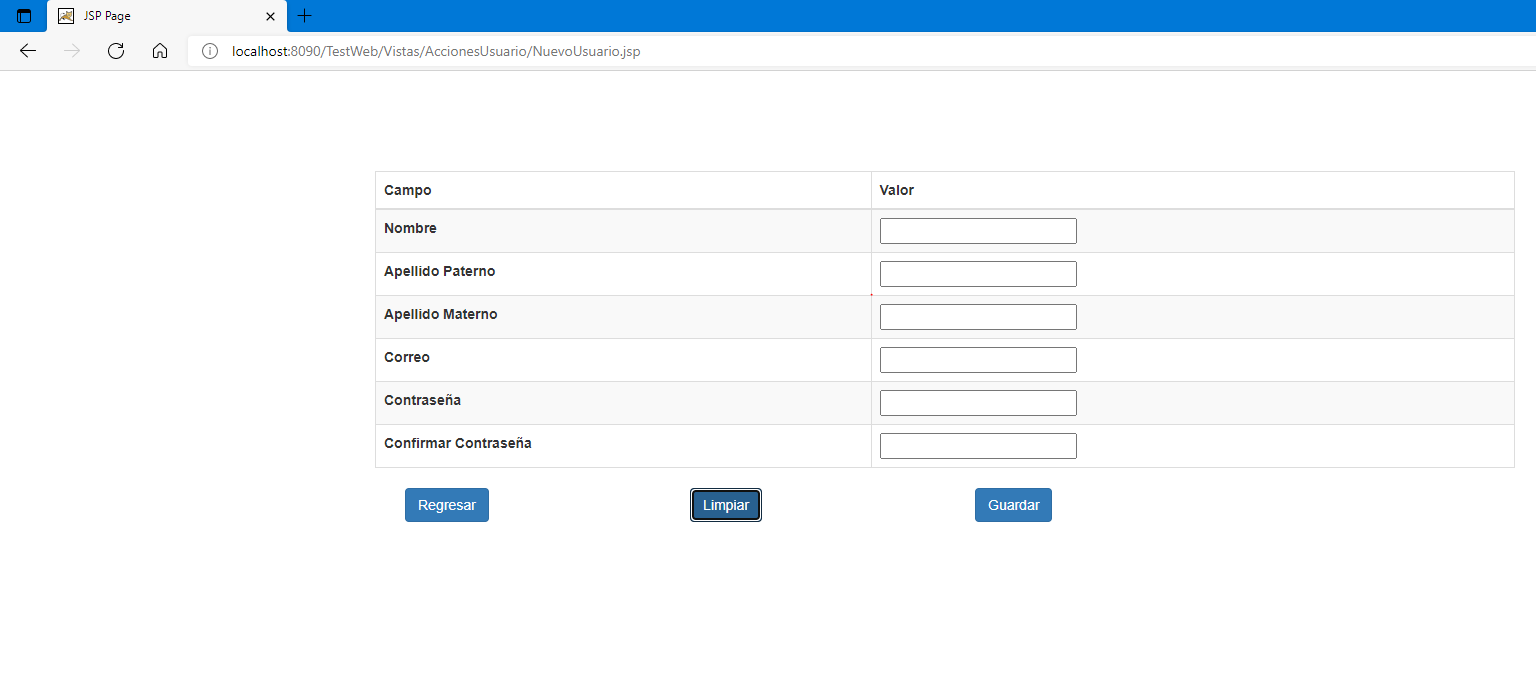 JSP Page
localhost:8090/TestWeb/Vistas/AccionesUsuario/NuevoUsuario.jsp
Campo Valor
Nombre
Apellido Paterno
Apellido Materno
Correo
Contraseña
Confirmar Contraseña
Regresar Limpiar Guardar